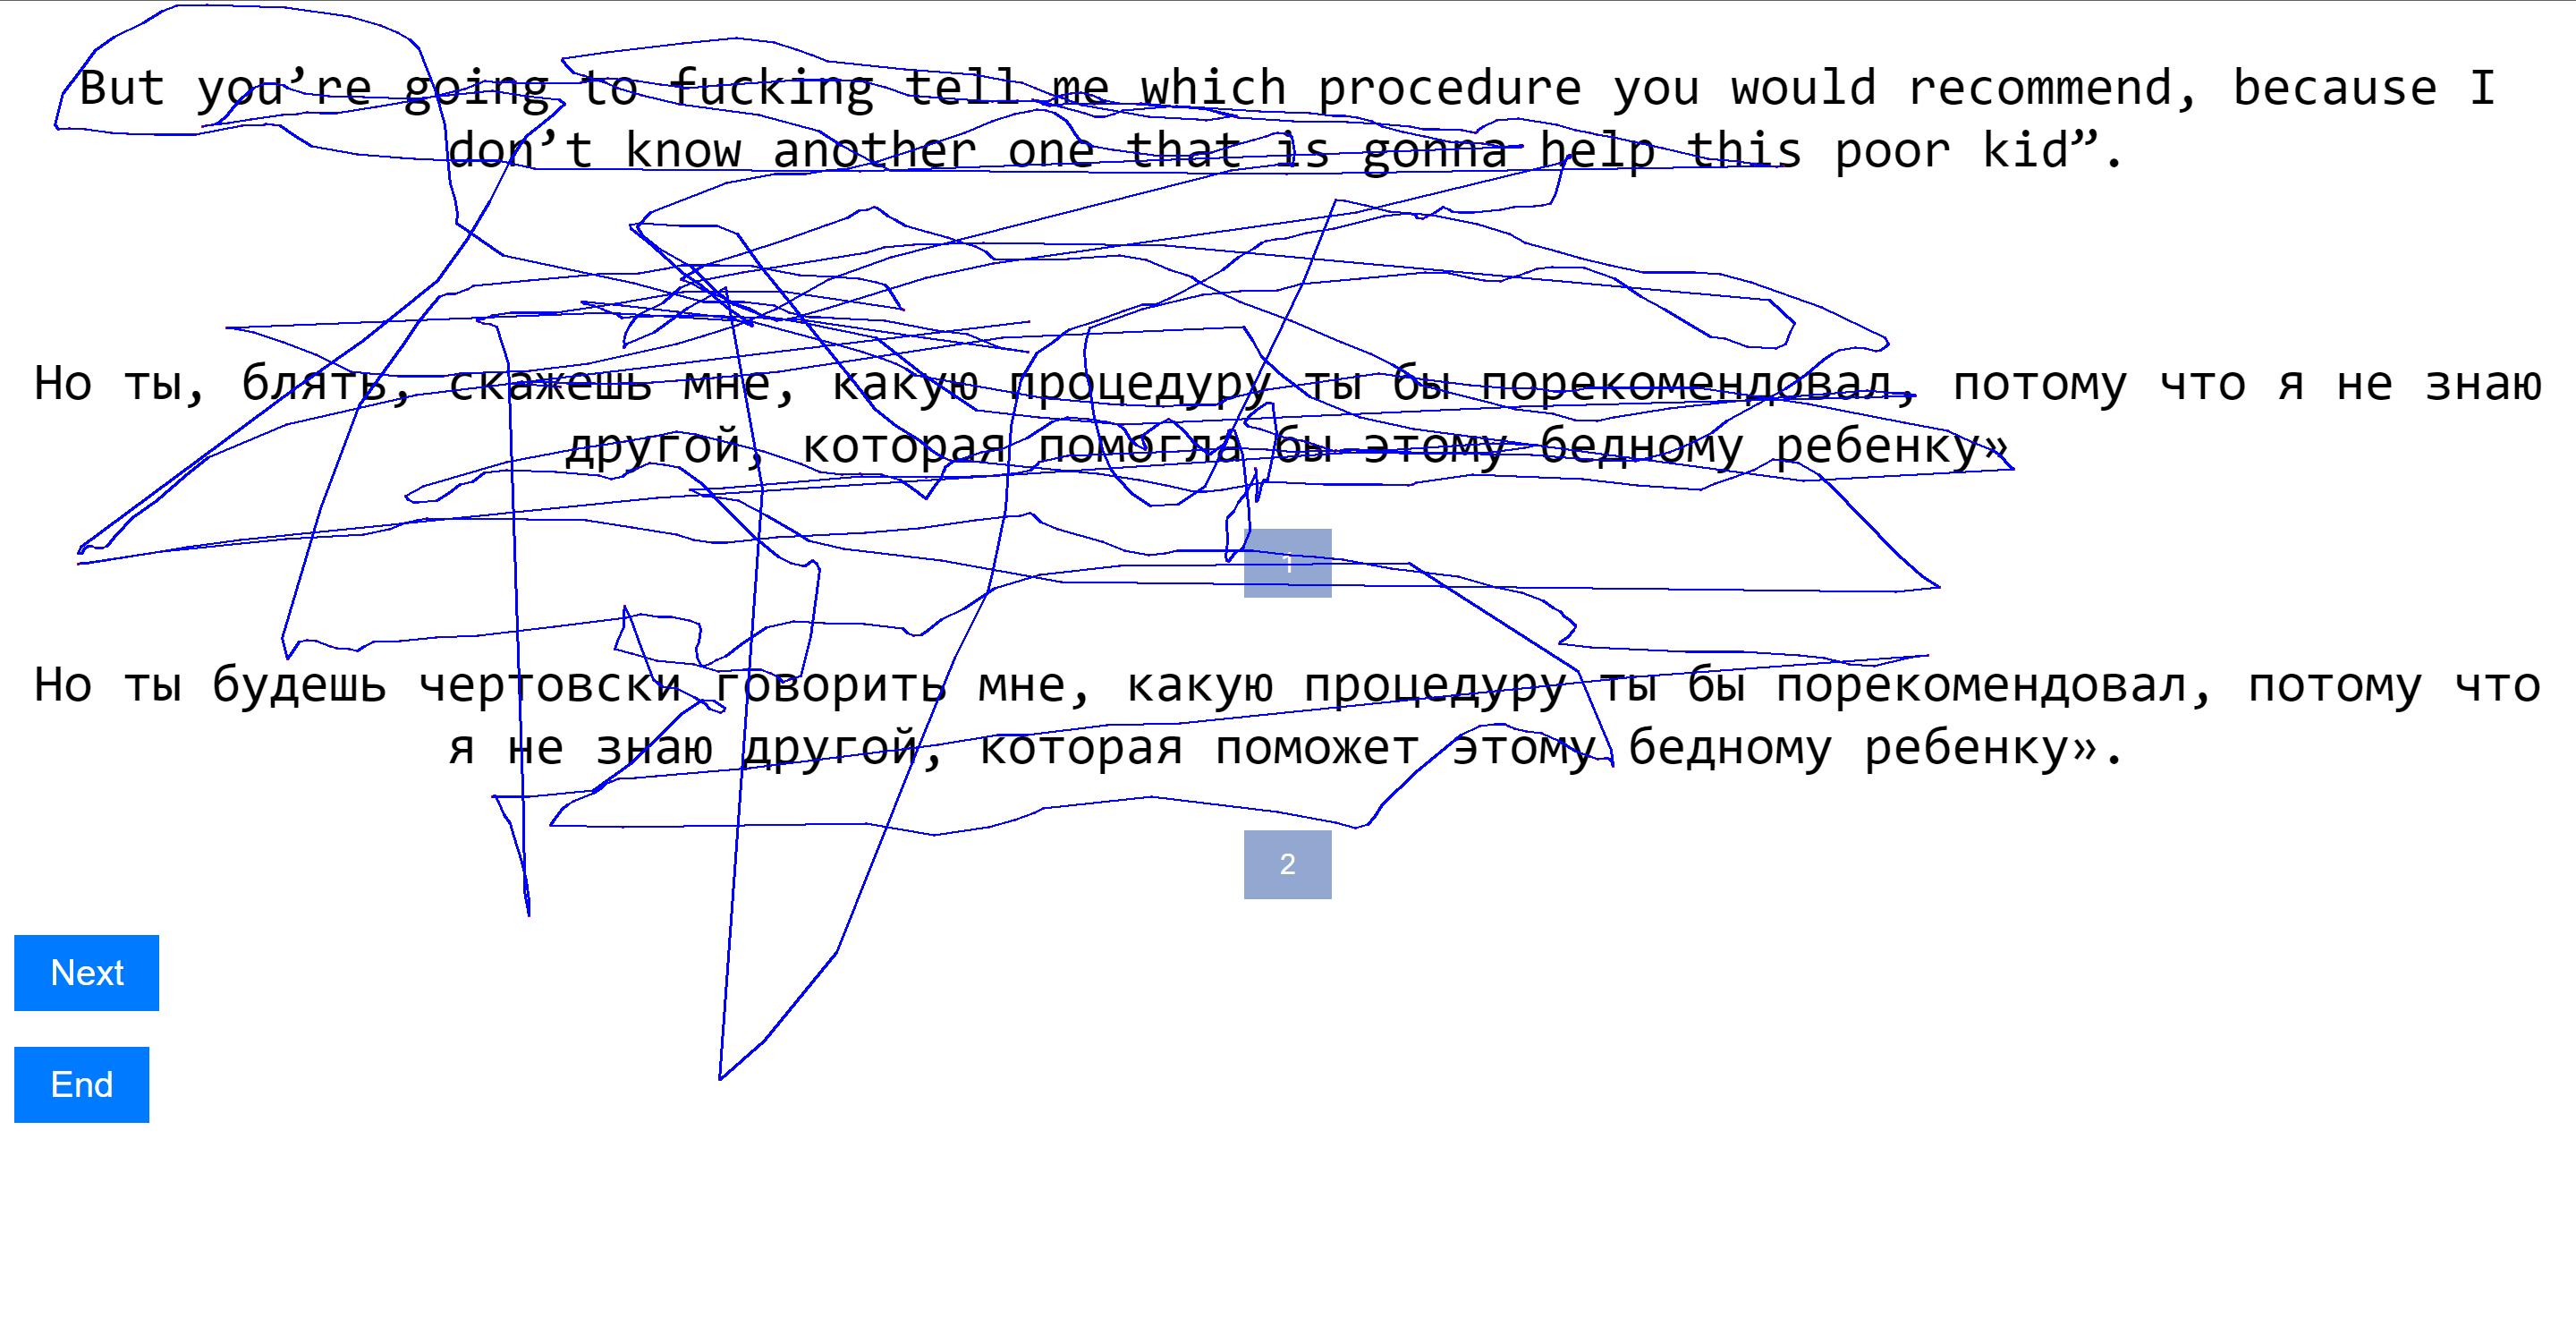 But you’re going to fucking tell me which procedure you would recommend, because I
don’t know another one that is gonna help this poor kid”.
Но ты, блять, скажешь мне, какую процедуру ты бы порекомендовал, потому что я не знаю
другой, которая помогла бы этому бедному ребенку»
1
Но ты будешь чертовски говорить мне, какую процедуру ты бы порекомендовал, потому что
я не знаю другой, которая поможет этому бедному ребенку».
2
Next
End